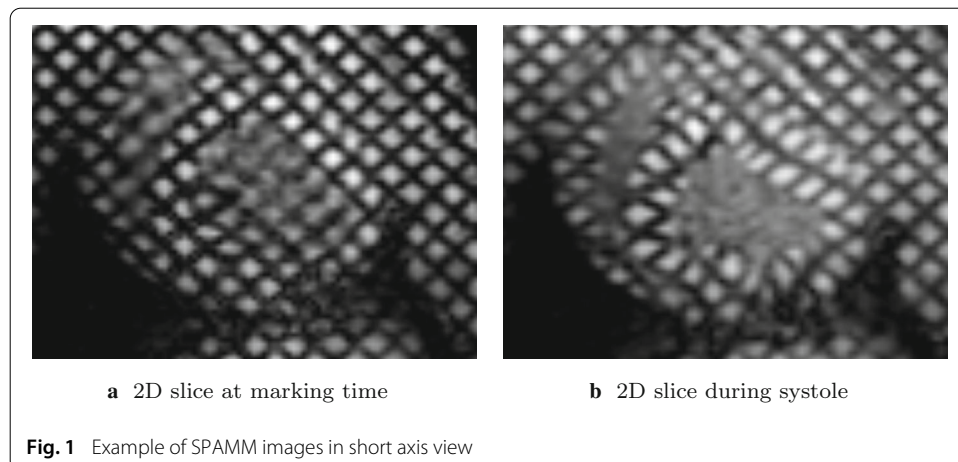 a 2D slice at marking time
b 2D slice during systole
Fig. 1 Example of SPAMM images in short axis view